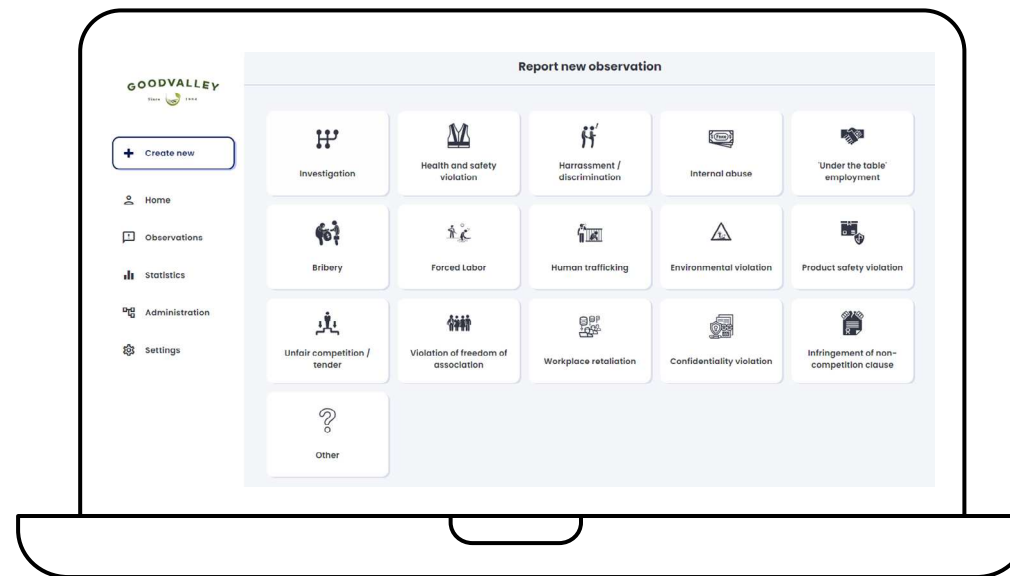 Report new observation
GOODVALLEY
Since
Create new
Home
Observations
Statistics
Administration
Settings
Investigation
Health and safety
violation
Harrassment /
discrimination
Internal abuse
'Under the table'
employment
Bribery
Forced Labor
Human trafficking
Environmental violation
Product safety violation
Unfair competition /
tender
Violation of freedom of
association
Workplace retaliation
Confidentiality violation
Infringement of non-
competition clause
Other